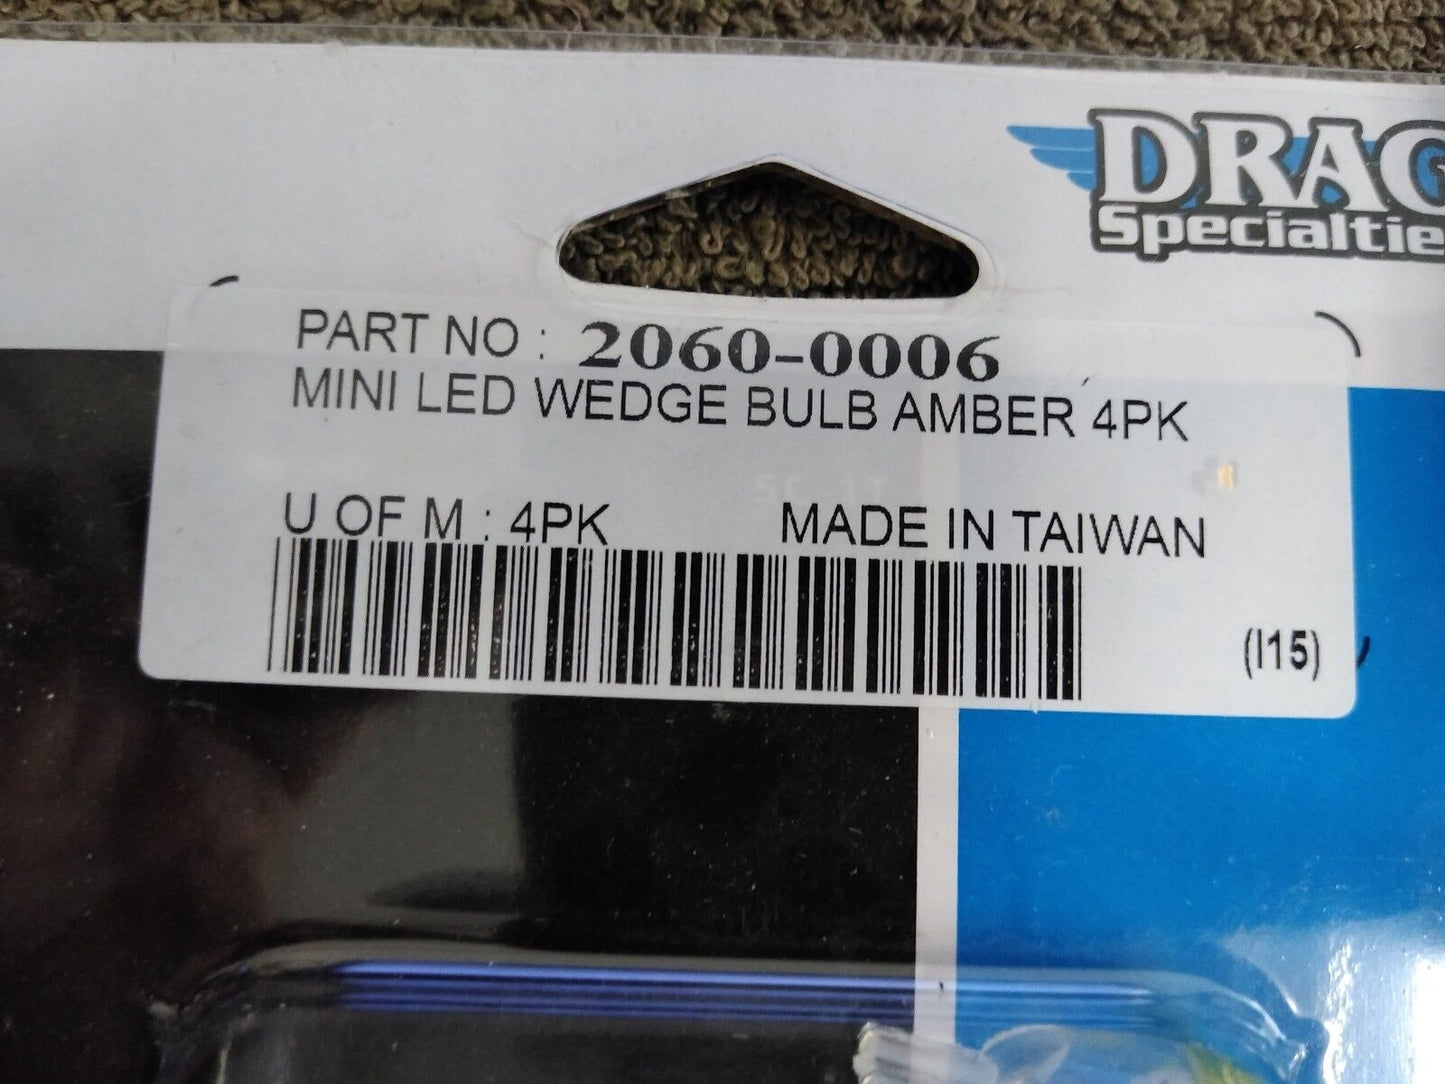 DRAG
Specialtie
PART NO : 2060-0006
MINI LED WEDGE BULB AMBER 4PK
U OF M : 4PK MADE IN TAIWAN
(I15)